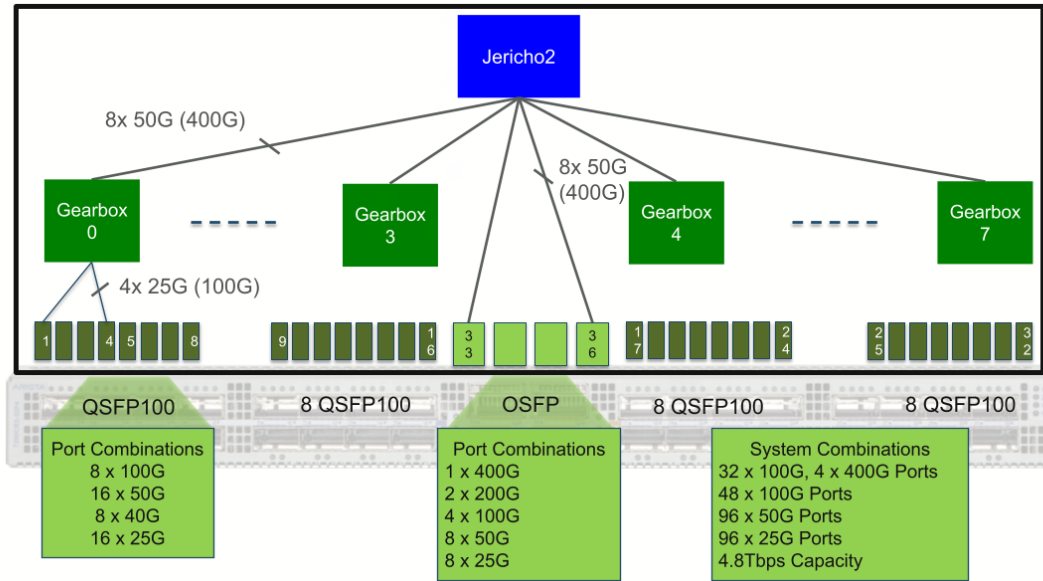 Jericho2
8x 50G (400G)
8x 50G
(400G)
Gearbox
0
Gearbox
3
Gearbox
4
Gearbox
7
4x 25G (100G)
1
4
5
8
9
1
6
3
3
3
6
1
7
2
4
2
5
3
2
QSFP100
8 QSFP100
OSFP
8 QSFP100
8 QSFP100
Port Combinations
8 x 100G
16 x 50G
8 x 40G
16 x 25G
Port Combinations
1 x 400G
2 x 200G
4 x 100G
8 x 50G
8 x 25G
System Combinations
32 x 100G, 4 x 400G Ports
48 x 100G Ports
96 x 50G Ports
96 x 25G Ports
4.8Tbps Capacity